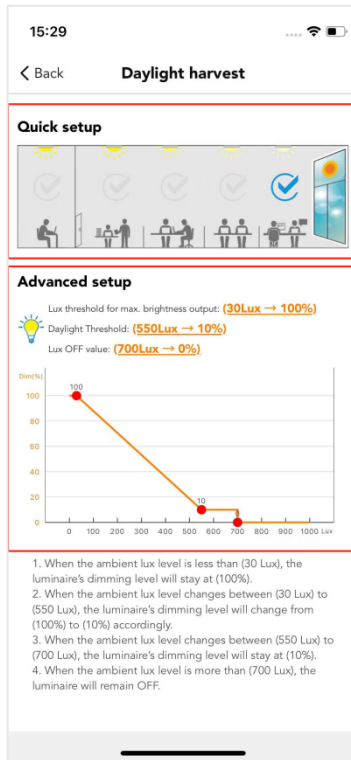 15:29
Back
Daylight harvest
Quick setup
Advanced setup
Lux threshold for max. brightness output: (30Lux → 100%)
Daylight Threshold: (550Lux → 10%)
Lux OFF value: (700Lux → 0%)
Dim(%)
100
100
80
60
40
20
10
0
0
0 100 200 300 400 500 600 700 800 900 1000 Lux
1. When the ambient lux level is less than (30 Lux), the
luminaire's dimming level will stay at (100%).
2. When the ambient lux level changes between (30 Lux) to
(550 Lux), the luminaire's dimming level will change from
(100%) to (10%) accordingly.
3. When the ambient lux level changes between (550 Lux) to
(700 Lux), the luminaire's dimming level will stay at (10%).
4. When the ambient lux level is more than (700 Lux), the
luminaire will remain OFF.